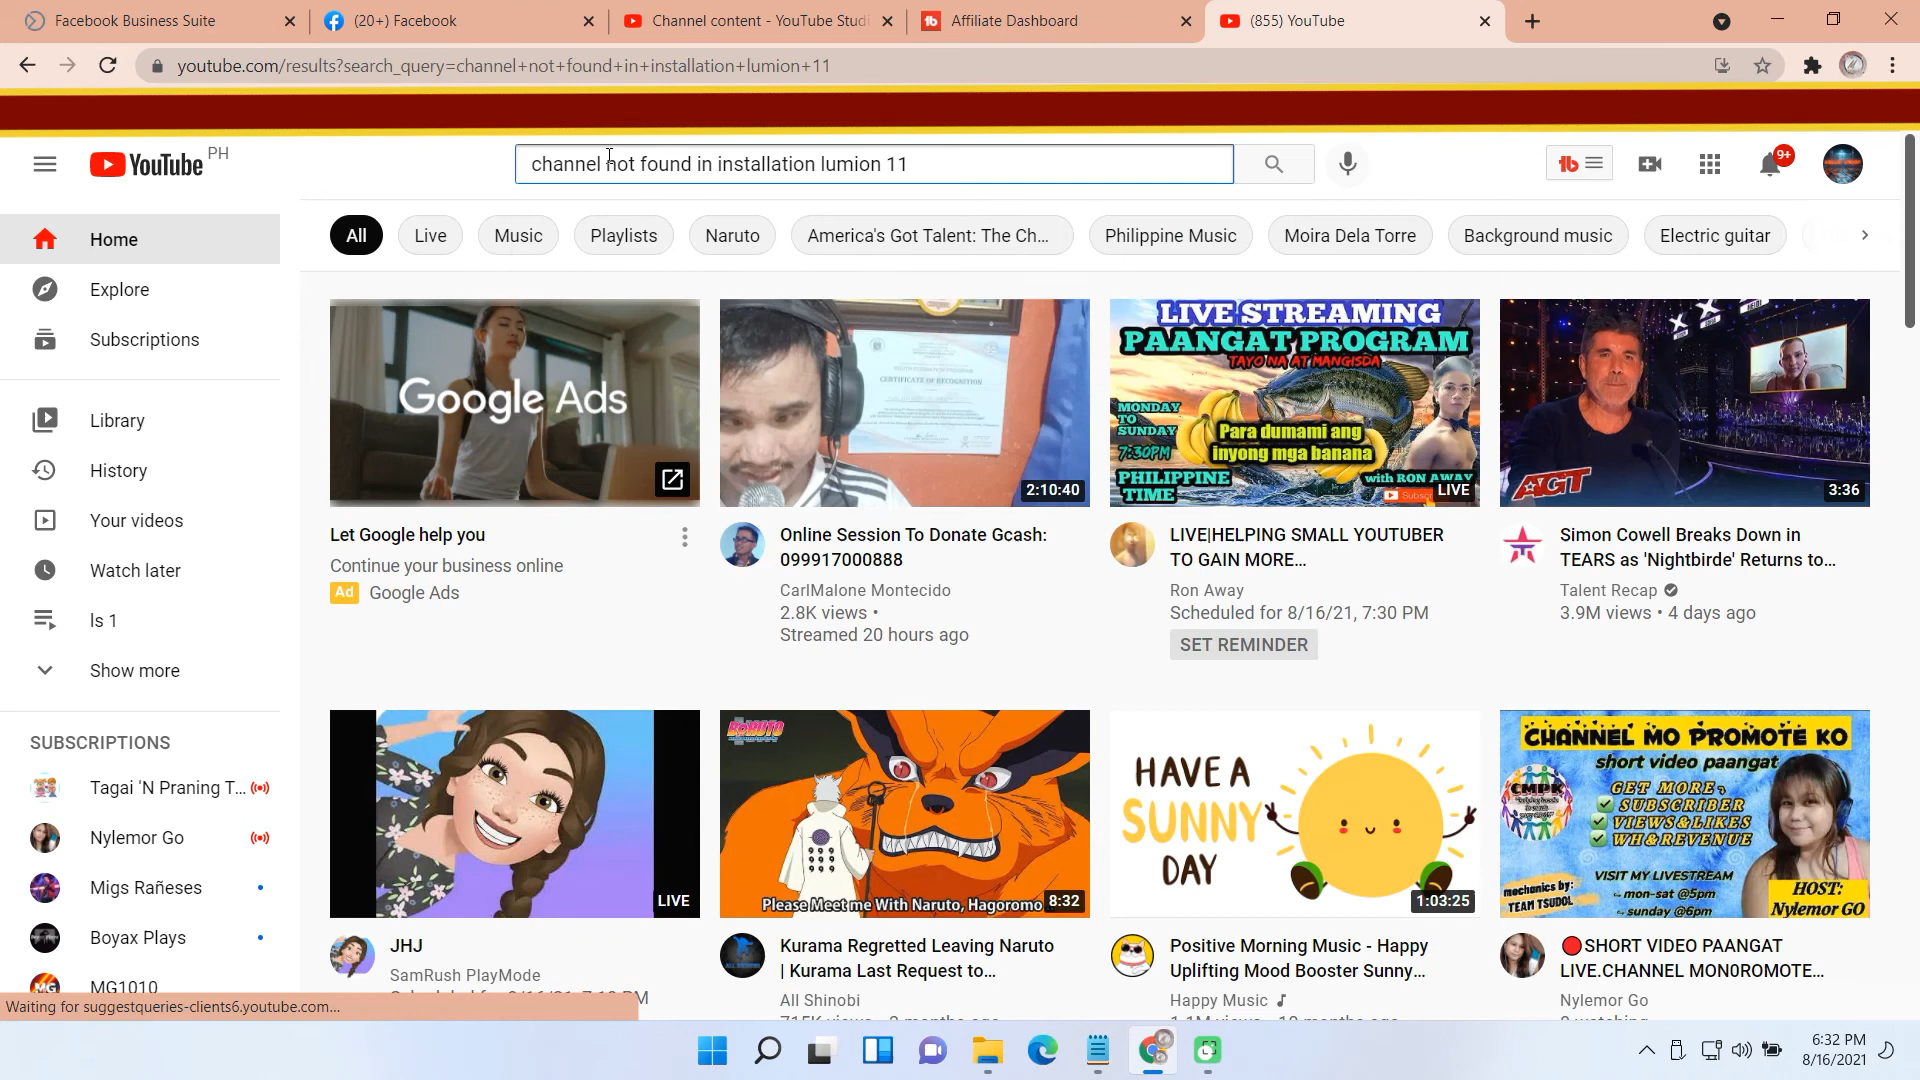 Facebook Business Suite
(20+) Facebook
Channel content - YouTube Studi
Affiliate Dashboard
(855) YouTube
youtube.com/results?search_query=channel+not+found+in+installation+lumion+11
YouTube PH
channel not found in installation lumion 11
tb
9+
Home
Explore
Subscriptions
Library
History
Your videos
Watch later
ls 1
Show more
SUBSCRIPTIONS
Tagai 'N Praning T...
Nylemor Go
Migs Rañeses
Boyax Plays
MG1010
All
Live
Music
Playlists
Naruto
America's Got Talent: The Ch...
Philippine Music
Moira Dela Torre
Background music
Electric guitar
Google Ads
Let Google help you
Continue your business online
Ad Google Ads
CERTIFICATE OF RECOGNITION
2:10:40
Online Session To Donate Gcash:
099917000888
CarlMalone Montecido
2.8K views •
Streamed 20 hours ago
LIVE STREAMING
PAANGAT PROGRAM
TAYO NA AT MANGISDA
MONDAY
TO
SUNDAY
7:30PM
PHILIPPINE
TIME
Para dumami ang
inyong mga banana
with RON AWAY
LIVE
LIVE|HELPING SMALL YOUTUBER
TO GAIN MORE...
Ron Away
Scheduled for 8/16/21, 7:30 PM
SET REMINDER
AGT
3:36
Simon Cowell Breaks Down in
TEARS as 'Nightbirde' Returns to...
Talent Recap
3.9M views • 4 days ago
LIVE
JHJ
SamRush PlayMode
BORUTO
Please Meet me With Naruto, Hagoromo
8:32
Kurama Regretted Leaving Naruto
| Kurama Last Request to...
All Shinobi
HAVE A
SUNNY
DAY
1:03:25
Positive Morning Music - Happy
Uplifting Mood Booster Sunny...
Happy Music
CHANNEL MO PROMOTE KO
short video paangat
CMPK
GET MORE
SUBSCRIBER
VIEWS&LIKES
WH&REVENUE
VISIT MY LIVESTREAM
mon-sat @5pm
sunday @6pm
mechanics by:
TEAM TSUDOL
HOST:
Nylemor GO
SHORT VIDEO PAANGAT
LIVE.CHANNEL MON0ROMOTE...
Nylemor Go
Waiting for suggestqueries-clients6.youtube.com...
6:32 PM
8/16/2021